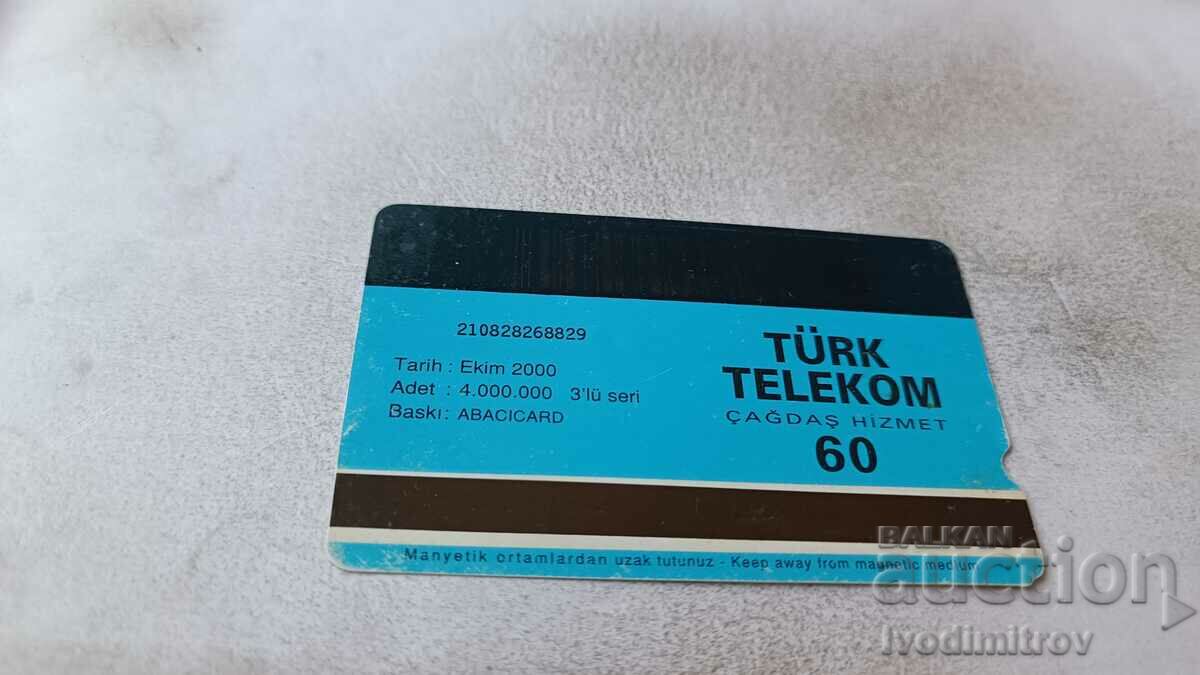 210828268829
Tarih : Ekim 2000
Adet : 4.000.000 3'lü seri
Baskı: ABACICARD
TÜRK
TELEKOM
ÇAĞDAŞ HİZMET
60
Manyetik ortamlardan uzak tutunuz - Keep away from magnetic medium
BALKAN
auction
Ivodimitrov